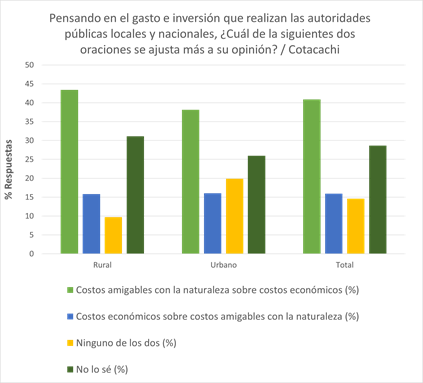 Pensando en el gasto e inversión que realizan las autoridades
públicas locales y nacionales, ¿Cuál de la siguientes dos
oraciones se ajusta más a su opinión? / Cotacachi
% Respuestas
50
45
40
35
30
25
20
15
10
5
0
Rural
Urbano
Total
Costos amigables con la naturaleza sobre costos económicos (%)
Costos económicos sobre costos amigables con la naturaleza (%)
Ninguno de los dos (%)
No lo sé (%)